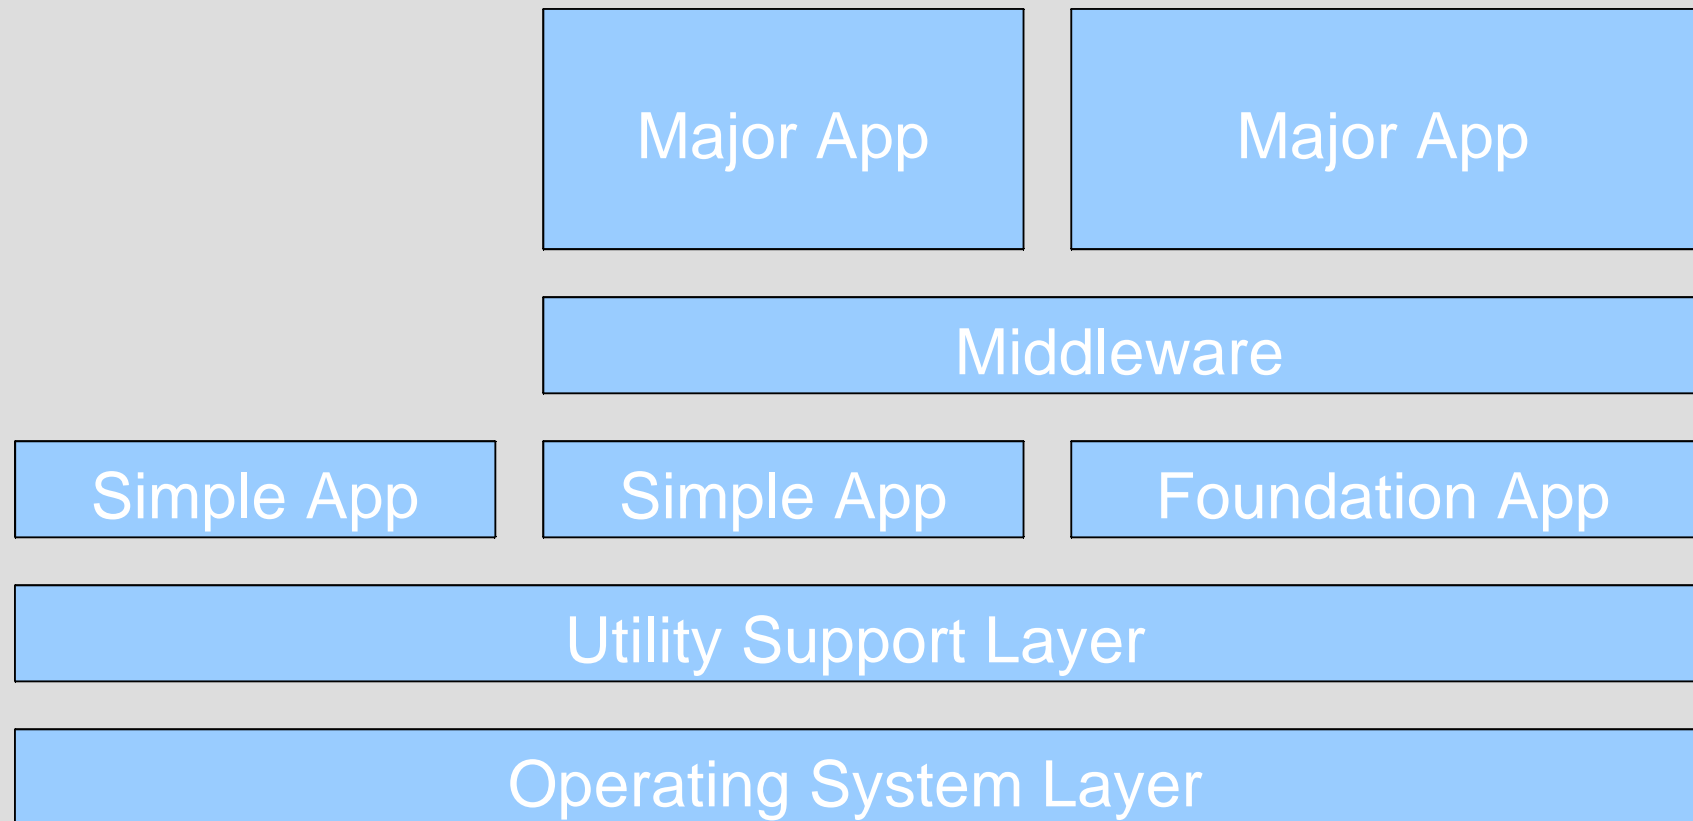 Major App
Major App
Middleware
Simple App
Simple App
Foundation App
Utility Support Layer
Operating System Layer